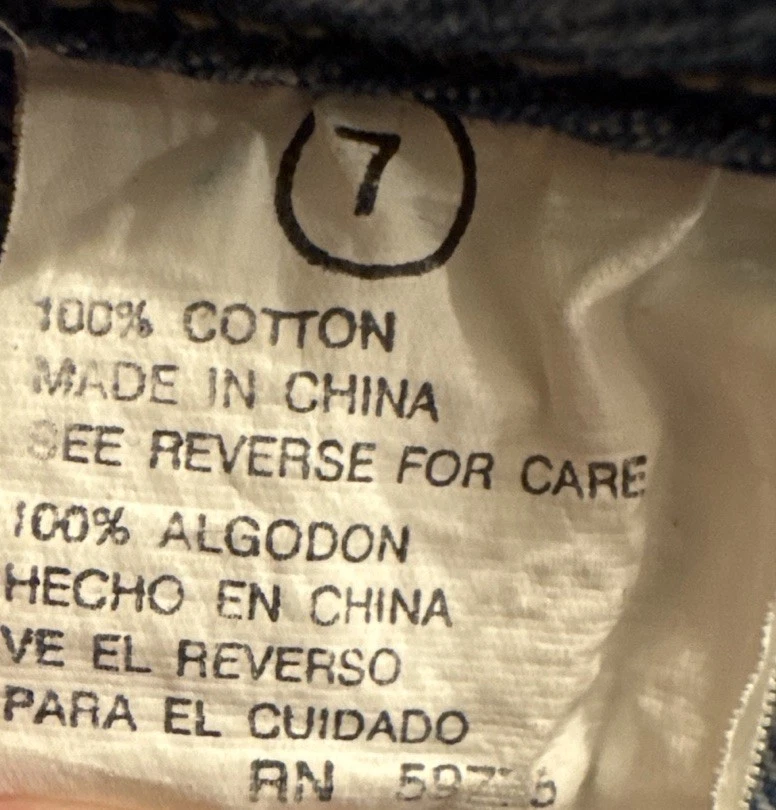 7
100% COTTON
MADE IN CHINA
SEE REVERSE FOR CARE
100% ALGODON
HECHO EN CHINA
VE EL REVERSO
PARA EL CUIDADO
RN